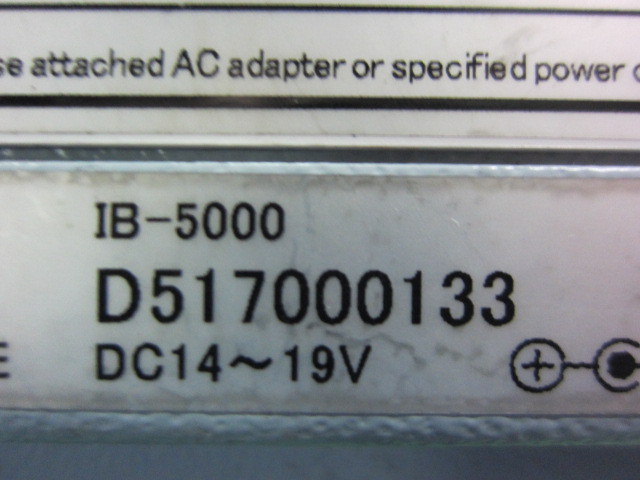 se attached AC adapter or specified power
IB-5000
D517000133
E
DC14～19V